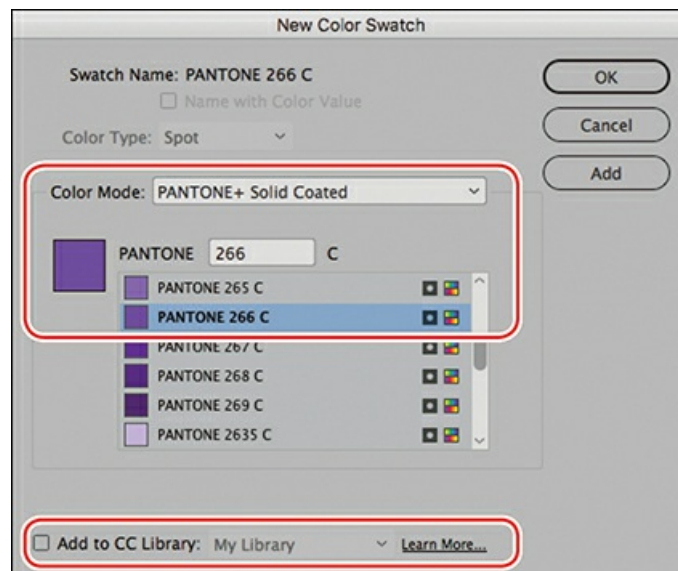 New Color Swatch
Swatch Name: PANTONE 266 C
OK
Name with Color Value
Color Type: Spot
Cancel
Add
Color Mode: PANTONE+ Solid Coated
PANTONE 266 C
PANTONE 265 C
PANTONE 266 C
PANTONE 267 C
PANTONE 268 C
PANTONE 269 C
PANTONE 2635 C
Add to CC Library: My Library Learn More...